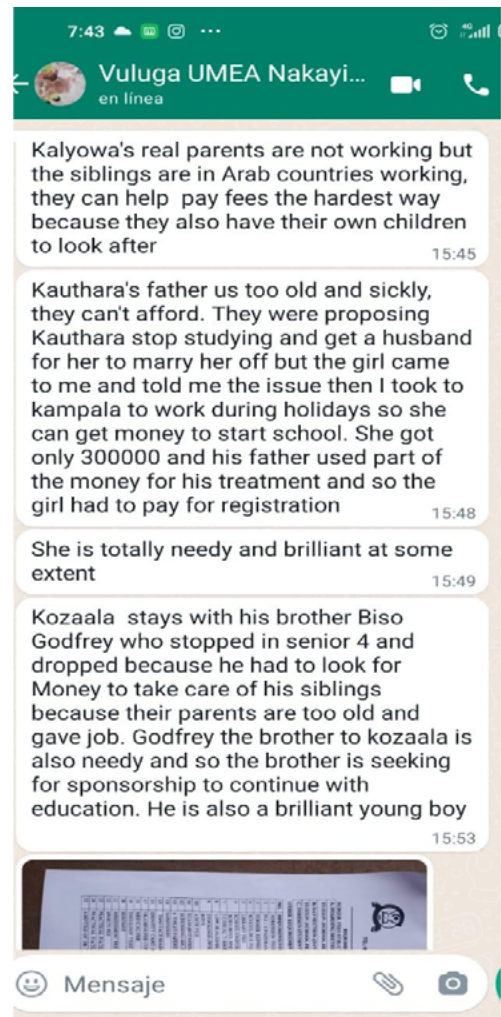 7:43
Vuluga UMEA Nakayi...
en línea
Kalyowa's real parents are not working but
the siblings are in Arab countries working,
they can help pay fees the hardest way
because they also have their own children
to look after
15:45
Kauthara's father us too old and sickly,
they can't afford. They were proposing
Kauthara stop studying and get a husband
for her to marry her off but the girl came
to me and told me the issue then I took to
kampala to work during holidays so she
can get money to start school. She got
only 300000 and his father used part of
the money for his treatment and so the
girl had to pay for registration
15:48
She is totally needy and brilliant at some
extent
15:49
Kozaala stays with his brother Biso
Godfrey who stopped in senior 4 and
dropped because he had to look for
Money to take care of his siblings
because their parents are too old and
gave job. Godfrey the brother to kozaala is
also needy and so the brother is seeking
for sponsorship to continue with
education. He is also a brilliant young boy
15:53
Mensaje